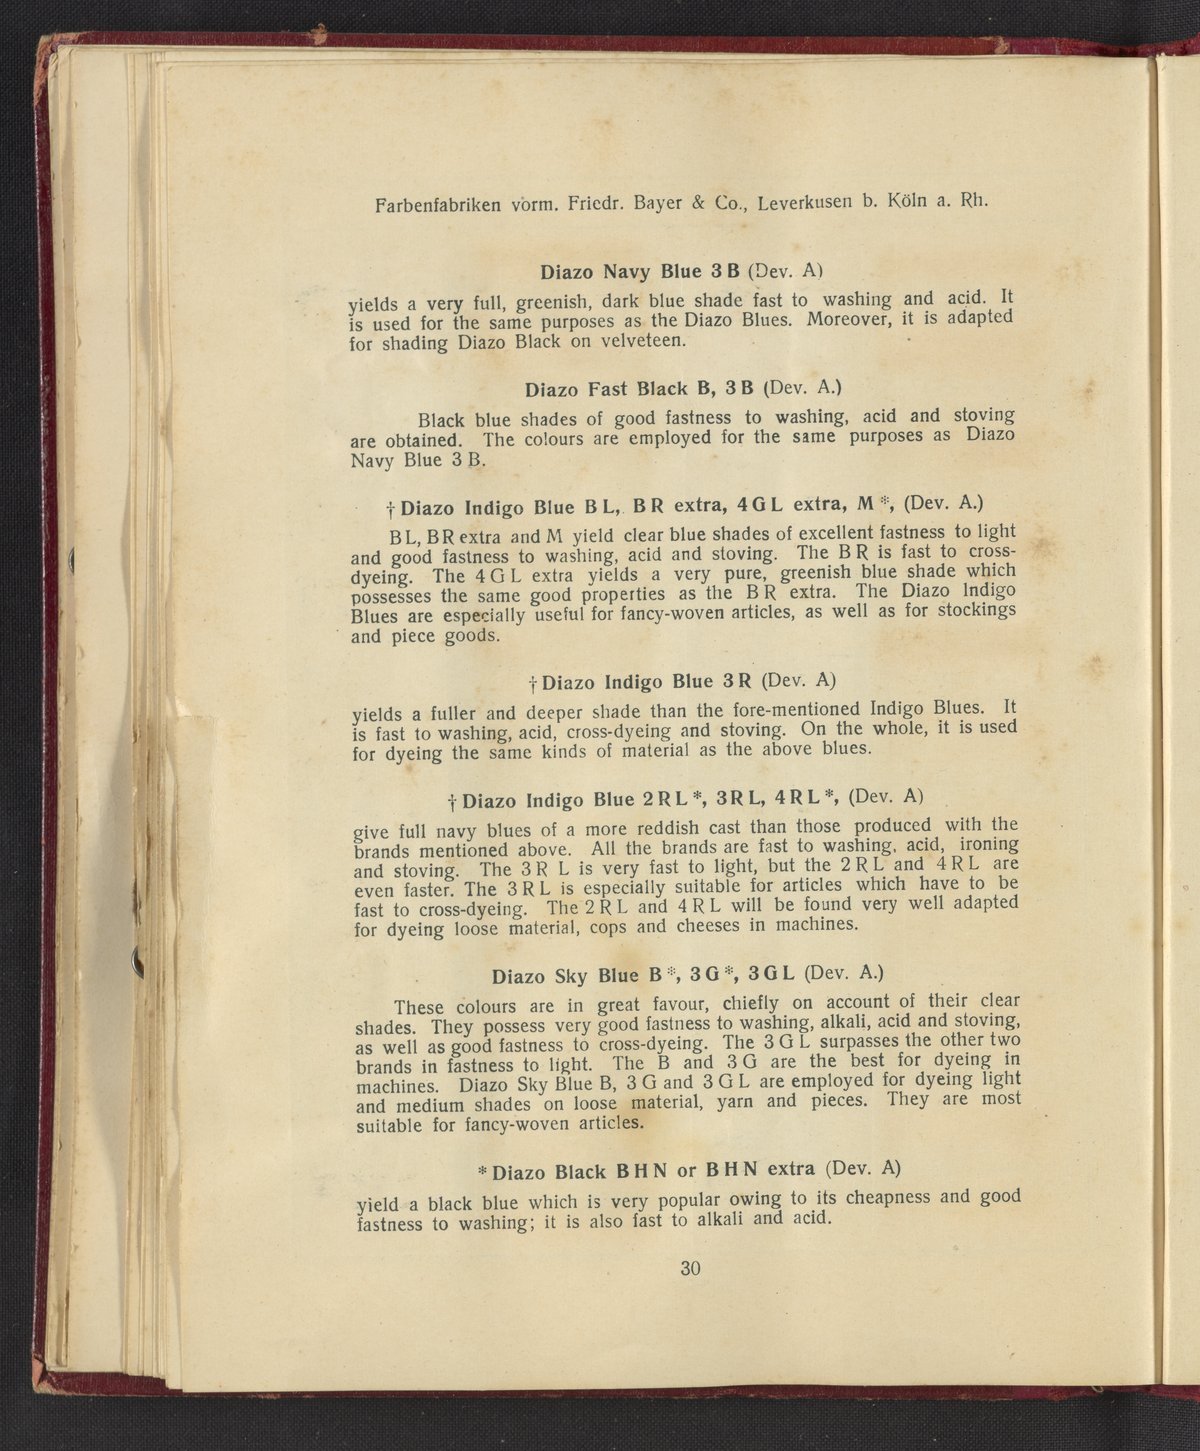 Farbenfabriken vorm. Friedr. Bayer & Co., Leverkusen b. Köln a. Rh.
Diazo Navy Blue 3 B (Dev. A)
yields a very full, greenish, dark blue shade fast to washing and acid. It
is used for the same purposes as the Diazo Blues. Moreover, it is adapted
for shading Diazo Black on velveteen.
Diazo Fast Black B, 3 B (Dev. A.)
Black blue shades of good fastness to washing, acid and stoving
are obtained. The colours are employed for the same purposes as Diazo
Navy Blue 3 B.
† Diazo Indigo Blue B L, B R extra, 4 G L extra, M *, (Dev. A.)
B L, B R extra and M yield clear blue shades of excellent fastness to light
and good fastness to washing, acid and stoving. The B R is fast to cross-
dyeing. The 4 G L extra yields a very pure, greenish blue shade which
possesses the same good properties as the B R extra. The Diazo Indigo
Blues are especially useful for fancy-woven articles, as well as for stockings
and piece goods.
† Diazo Indigo Blue 3 R (Dev. A)
yields a fuller and deeper shade than the fore-mentioned Indigo Blues. It
is fast to washing, acid, cross-dyeing and stoving. On the whole, it is used
for dyeing the same kinds of material as the above blues.
† Diazo Indigo Blue 2 R L *, 3 R L, 4 R L *, (Dev. A)
give full navy blues of a more reddish cast than those produced with the
brands mentioned above. All the brands are fast to washing, acid, ironing
and stoving. The 3 R L is very fast to light, but the 2 R L and 4 R L are
even faster. The 3 R L is especially suitable for articles which have to be
fast to cross-dyeing. The 2 R L and 4 R L will be found very well adapted
for dyeing loose material, cops and cheeses in machines.
Diazo Sky Blue B *, 3 G *, 3 G L (Dev. A.)
These colours are in great favour, chiefly on account of their clear
shades. They possess very good fastness to washing, alkali, acid and stoving,
as well as good fastness to cross-dyeing. The 3 G L surpasses the other two
brands in fastness to light. The B and 3 G are the best for dyeing in
machines. Diazo Sky Blue B, 3 G and 3 G L are employed for dyeing light
and medium shades on loose material, yarn and pieces. They are most
suitable for fancy-woven articles.
* Diazo Black B H N or B H N extra (Dev. A)
yield a black blue which is very popular owing to its cheapness and good
fastness to washing; it is also fast to alkali and acid.
30